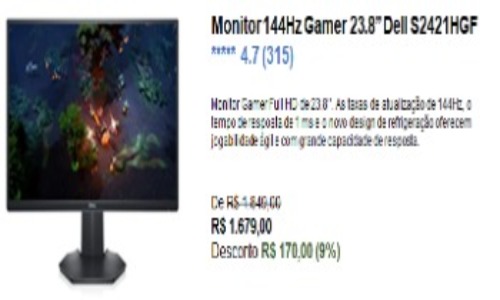 Monitor 144Hz Gamer 23.8" Dell S2421HGF
***** 4.7 (315)
Monitor Gamer Full HD de 23.8". As taxas de atualização de 144Hz, o
tempo de resposta de 1 ms e o novo design de refrigeração oferecem
jogabilidade ágil e com grande capacidade de resposta.
De R$ 1.849,00
R$ 1.679,00
Desconto R$ 170,00 (9%)